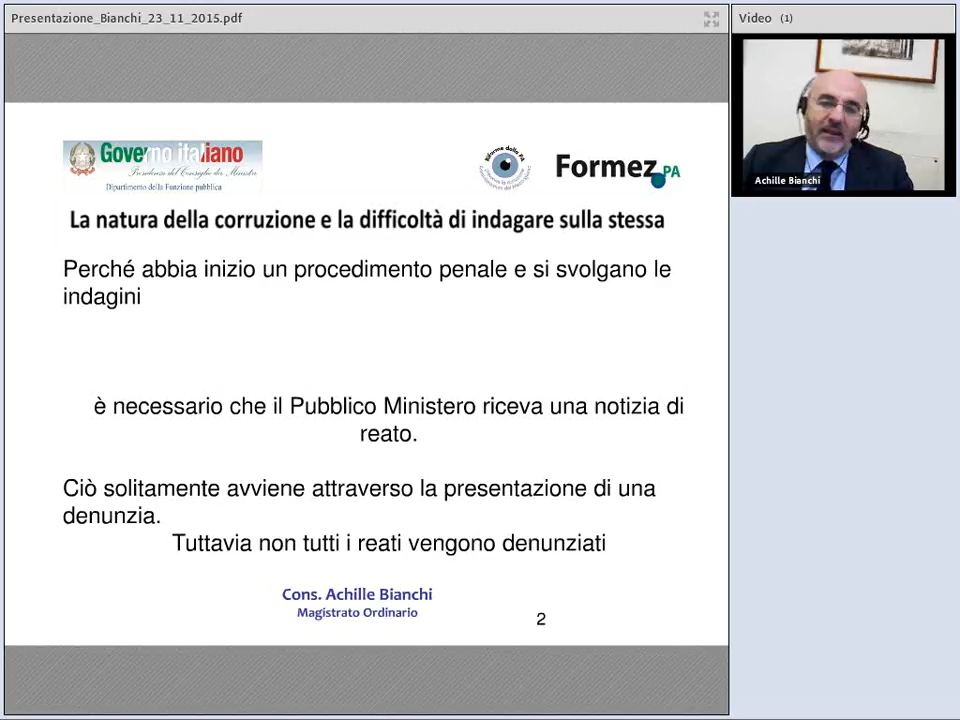 Presentazione_Bianchi_23_11_2015.pdf
Video (1)
Achille Bianchi
Governo italiano
Presidenza del Consiglio dei Ministri
Dipartimento della Funzione pubblica
Riforme della PA
Formez PA
La natura della corruzione e la difficoltà di indagare sulla stessa
Perché abbia inizio un procedimento penale e si svolgano le
indagini
è necessario che il Pubblico Ministero riceva una notizia di
reato.
Ciò solitamente avviene attraverso la presentazione di una
denunzia.
Tuttavia non tutti i reati vengono denunziati
Cons. Achille Bianchi
Magistrato Ordinario
2